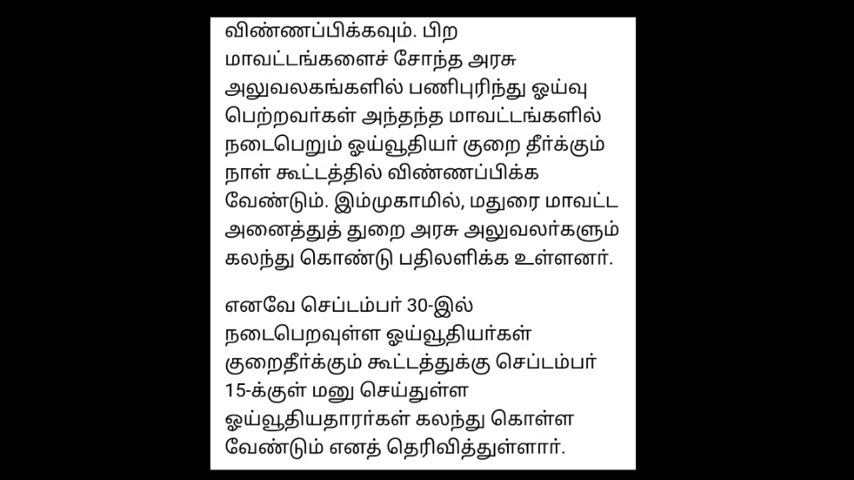 விண்ணப்பிக்கவும். பிற
மாவட்டங்களைச் சோந்த அரசு
அலுவலகங்களில் பணிபுரிந்து ஓய்வு
பெற்றவர்கள் அந்தந்த மாவட்டங்களில்
நடைபெறும் ஓய்வூதியர் குறை தீர்க்கும்
நாள் கூட்டத்தில் விண்ணப்பிக்க
வேண்டும். இம்முகாமில், மதுரை மாவட்ட
அனைத்துத் துறை அரசு அலுவலர்களும்
கலந்து கொண்டு பதிலளிக்க உள்ளனர்.
எனவே செப்டம்பர் 30-இல்
நடைபெறவுள்ள ஓய்வூதியர்கள்
குறைதீர்க்கும் கூட்டத்துக்கு செப்டம்பர்
15-க்குள் மனு செய்துள்ள
ஓய்வூதியதாரர்கள் கலந்து கொள்ள
வேண்டும் எனத் தெரிவித்துள்ளார்.